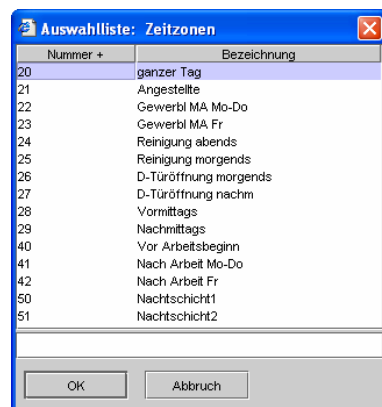 Auswahlliste: Zeitzonen
Nummer + Bezeichnung
20 ganzer Tag
21 Angestellte
22 Gewerbl MA Mo-Do
23 Gewerbl MA Fr
24 Reinigung abends
25 Reinigung morgends
26 D-Türöffnung morgends
27 D-Türöffnung nachm
28 Vormittags
29 Nachmittags
40 Vor Arbeitsbeginn
41 Nach Arbeit Mo-Do
42 Nach Arbeit Fr
50 Nachtschicht1
51 Nachtschicht2
OK Abbruch